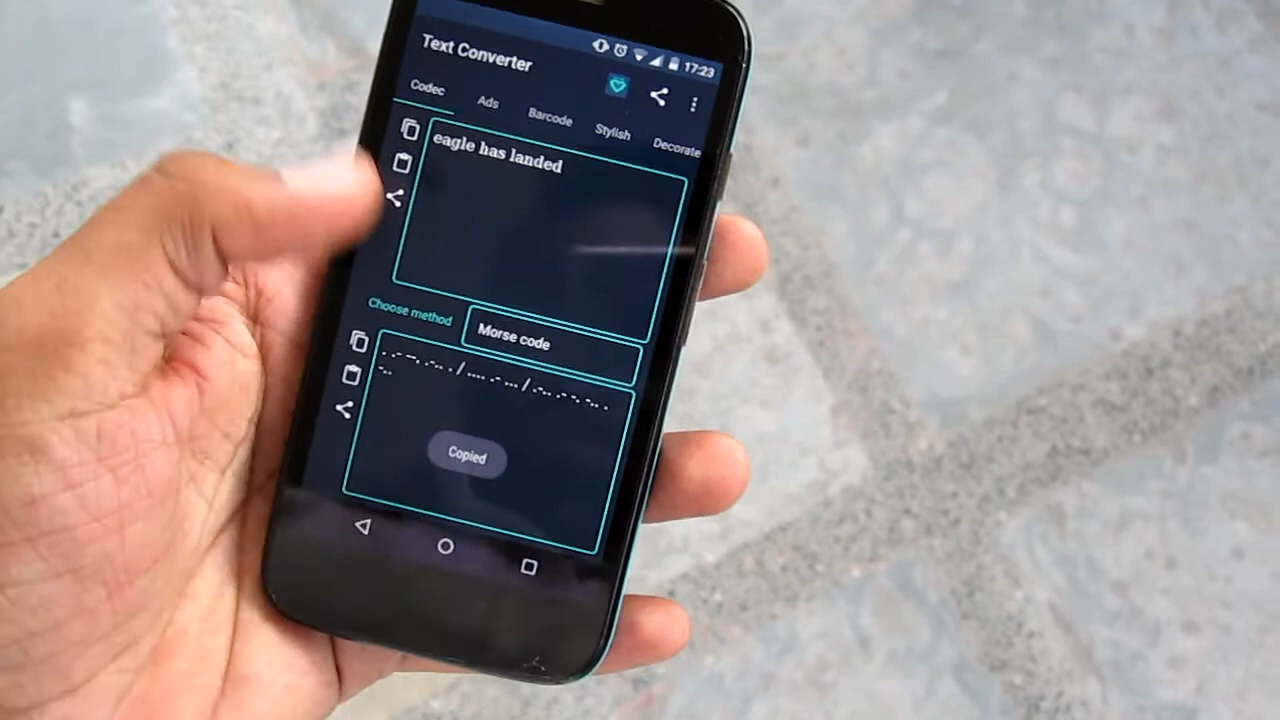 17:23
Text Converter
Codec Ads Barcode Stylish Decorate
eagle has landed
Choose method Morse code
. .- --. .-.. . / .... .- ... / .-.. .- -. -.. .
-..
Copied